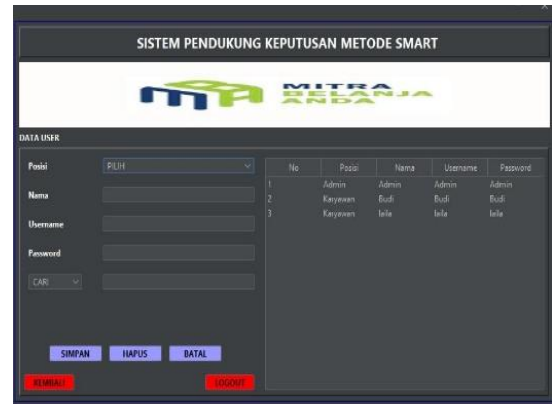 SISTEM PENDUKUNG KEPUTUSAN METODE SMART
MITRA
BELANJA
ANDA
DATA USER
Posisi PILIH
Nama
Username
Password
CARI
SIMPAN HAPUS BATAL
KEMBALI LOGOUT
No Posisi Nama Username Password
1 Admin Admin Admin Admin
2 Karyawan Budi Budi Budi
3 Karyawan laila laila laila